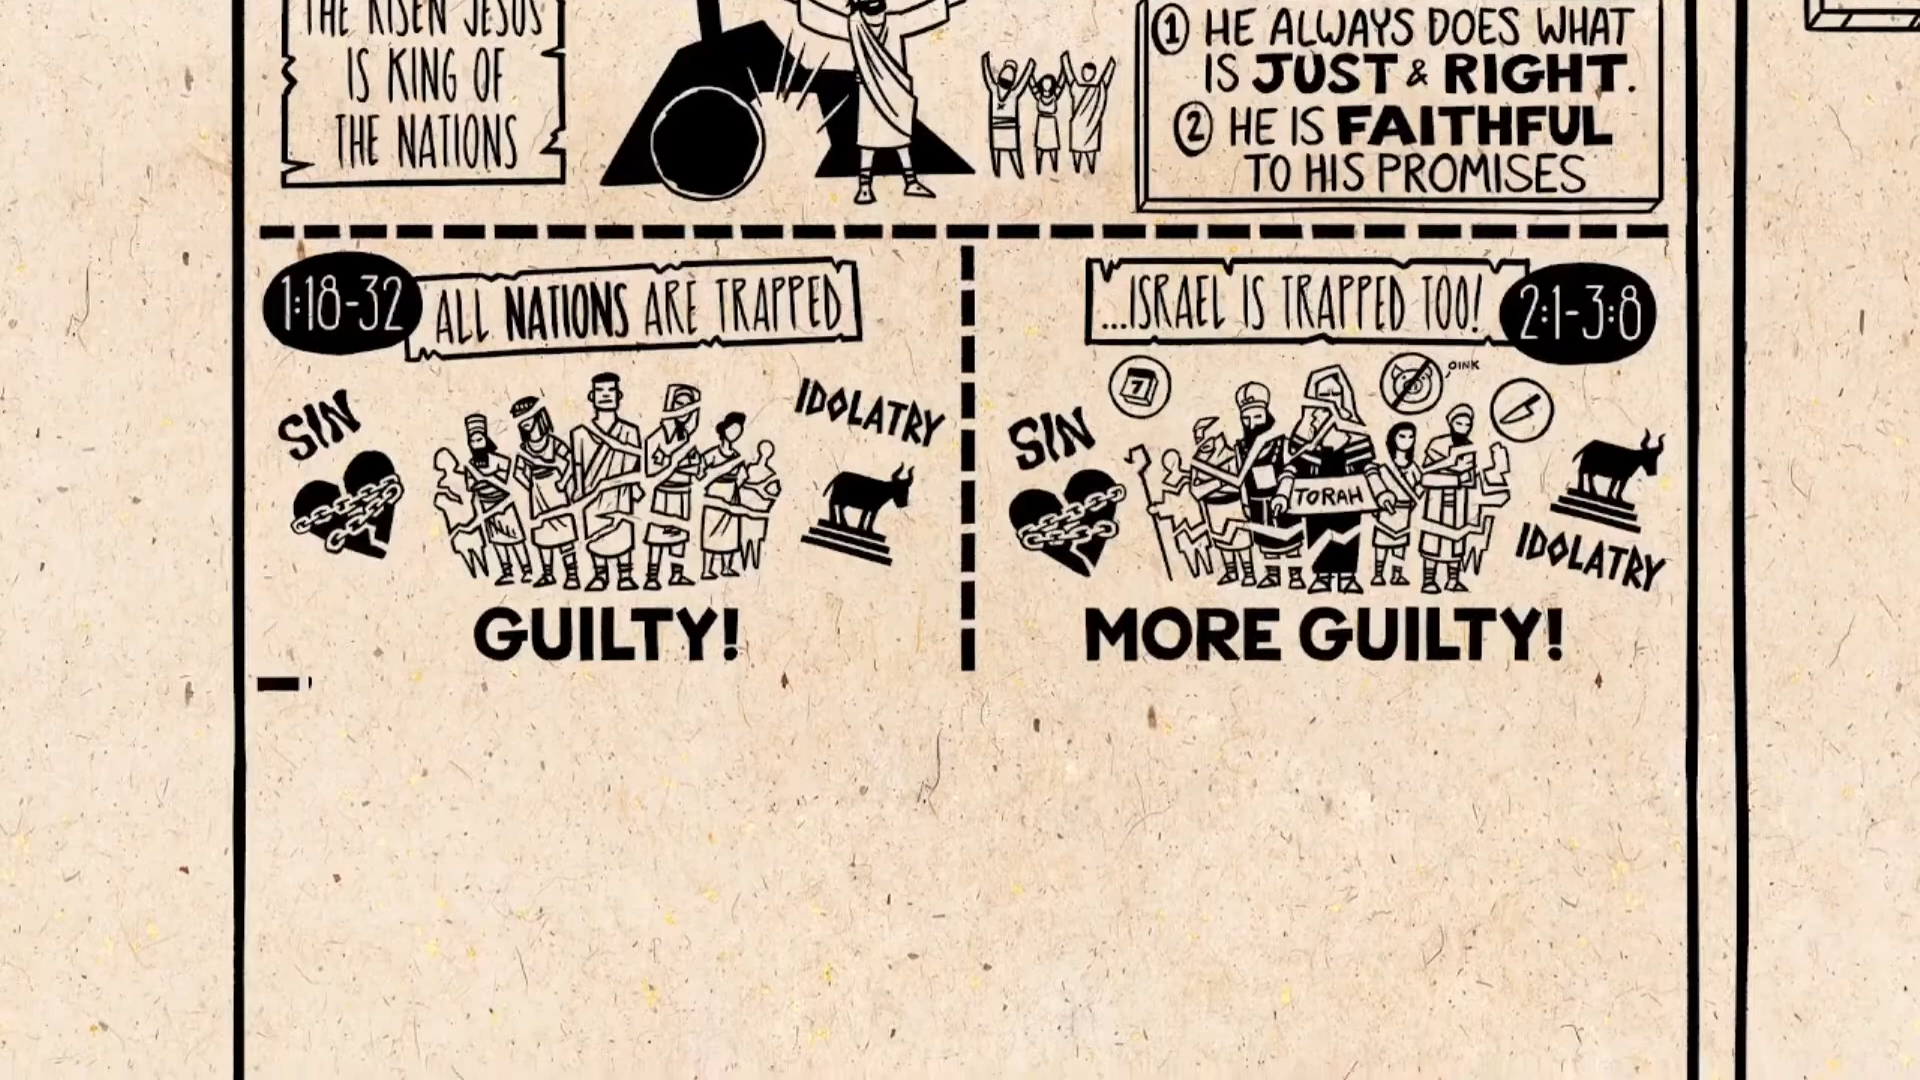 THE RISEN JESUS
IS KING OF
THE NATIONS
① HE ALWAYS DOES WHAT
IS JUST & RIGHT.
② HE IS FAITHFUL
TO HIS PROMISES
1:18-32
ALL NATIONS ARE TRAPPED
SIN
IDOLATRY
GUILTY!
...ISRAEL IS TRAPPED TOO!
2:1-3:8
7
OINK
SIN
TORAH
IDOLATRY
MORE GUILTY!